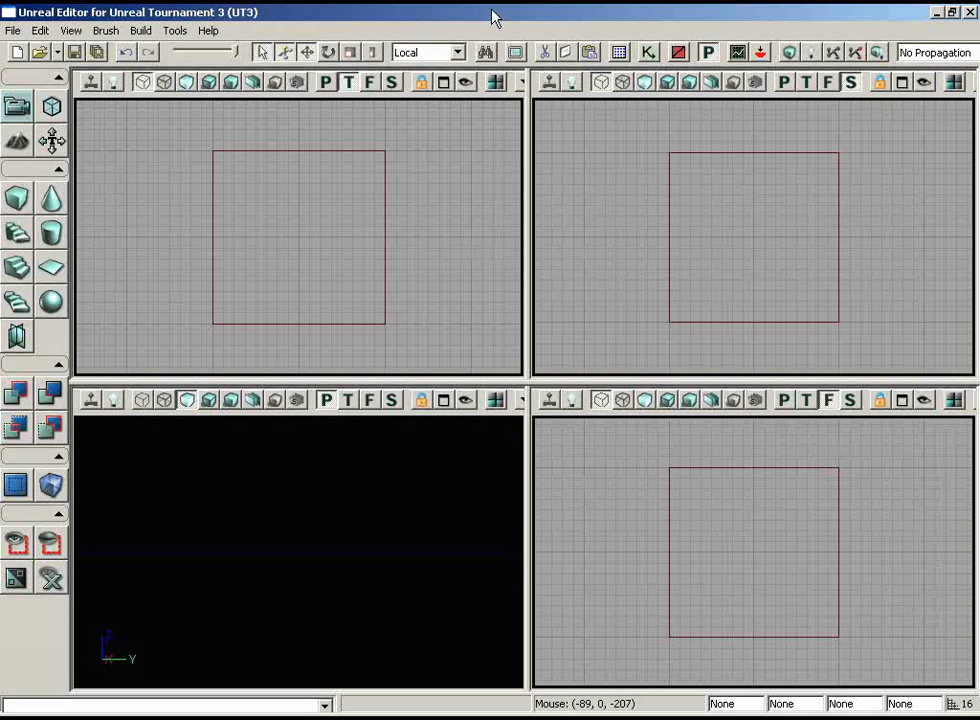 Unreal Editor for Unreal Tournament 3 (UT3)
File Edit View Brush Build Tools Help
Local
K
P
No Propagation
P T F S
P T F S
P T F S
P T F S
Z
X Y
Mouse: (-89, 0, -207)
None
None
None
None
16